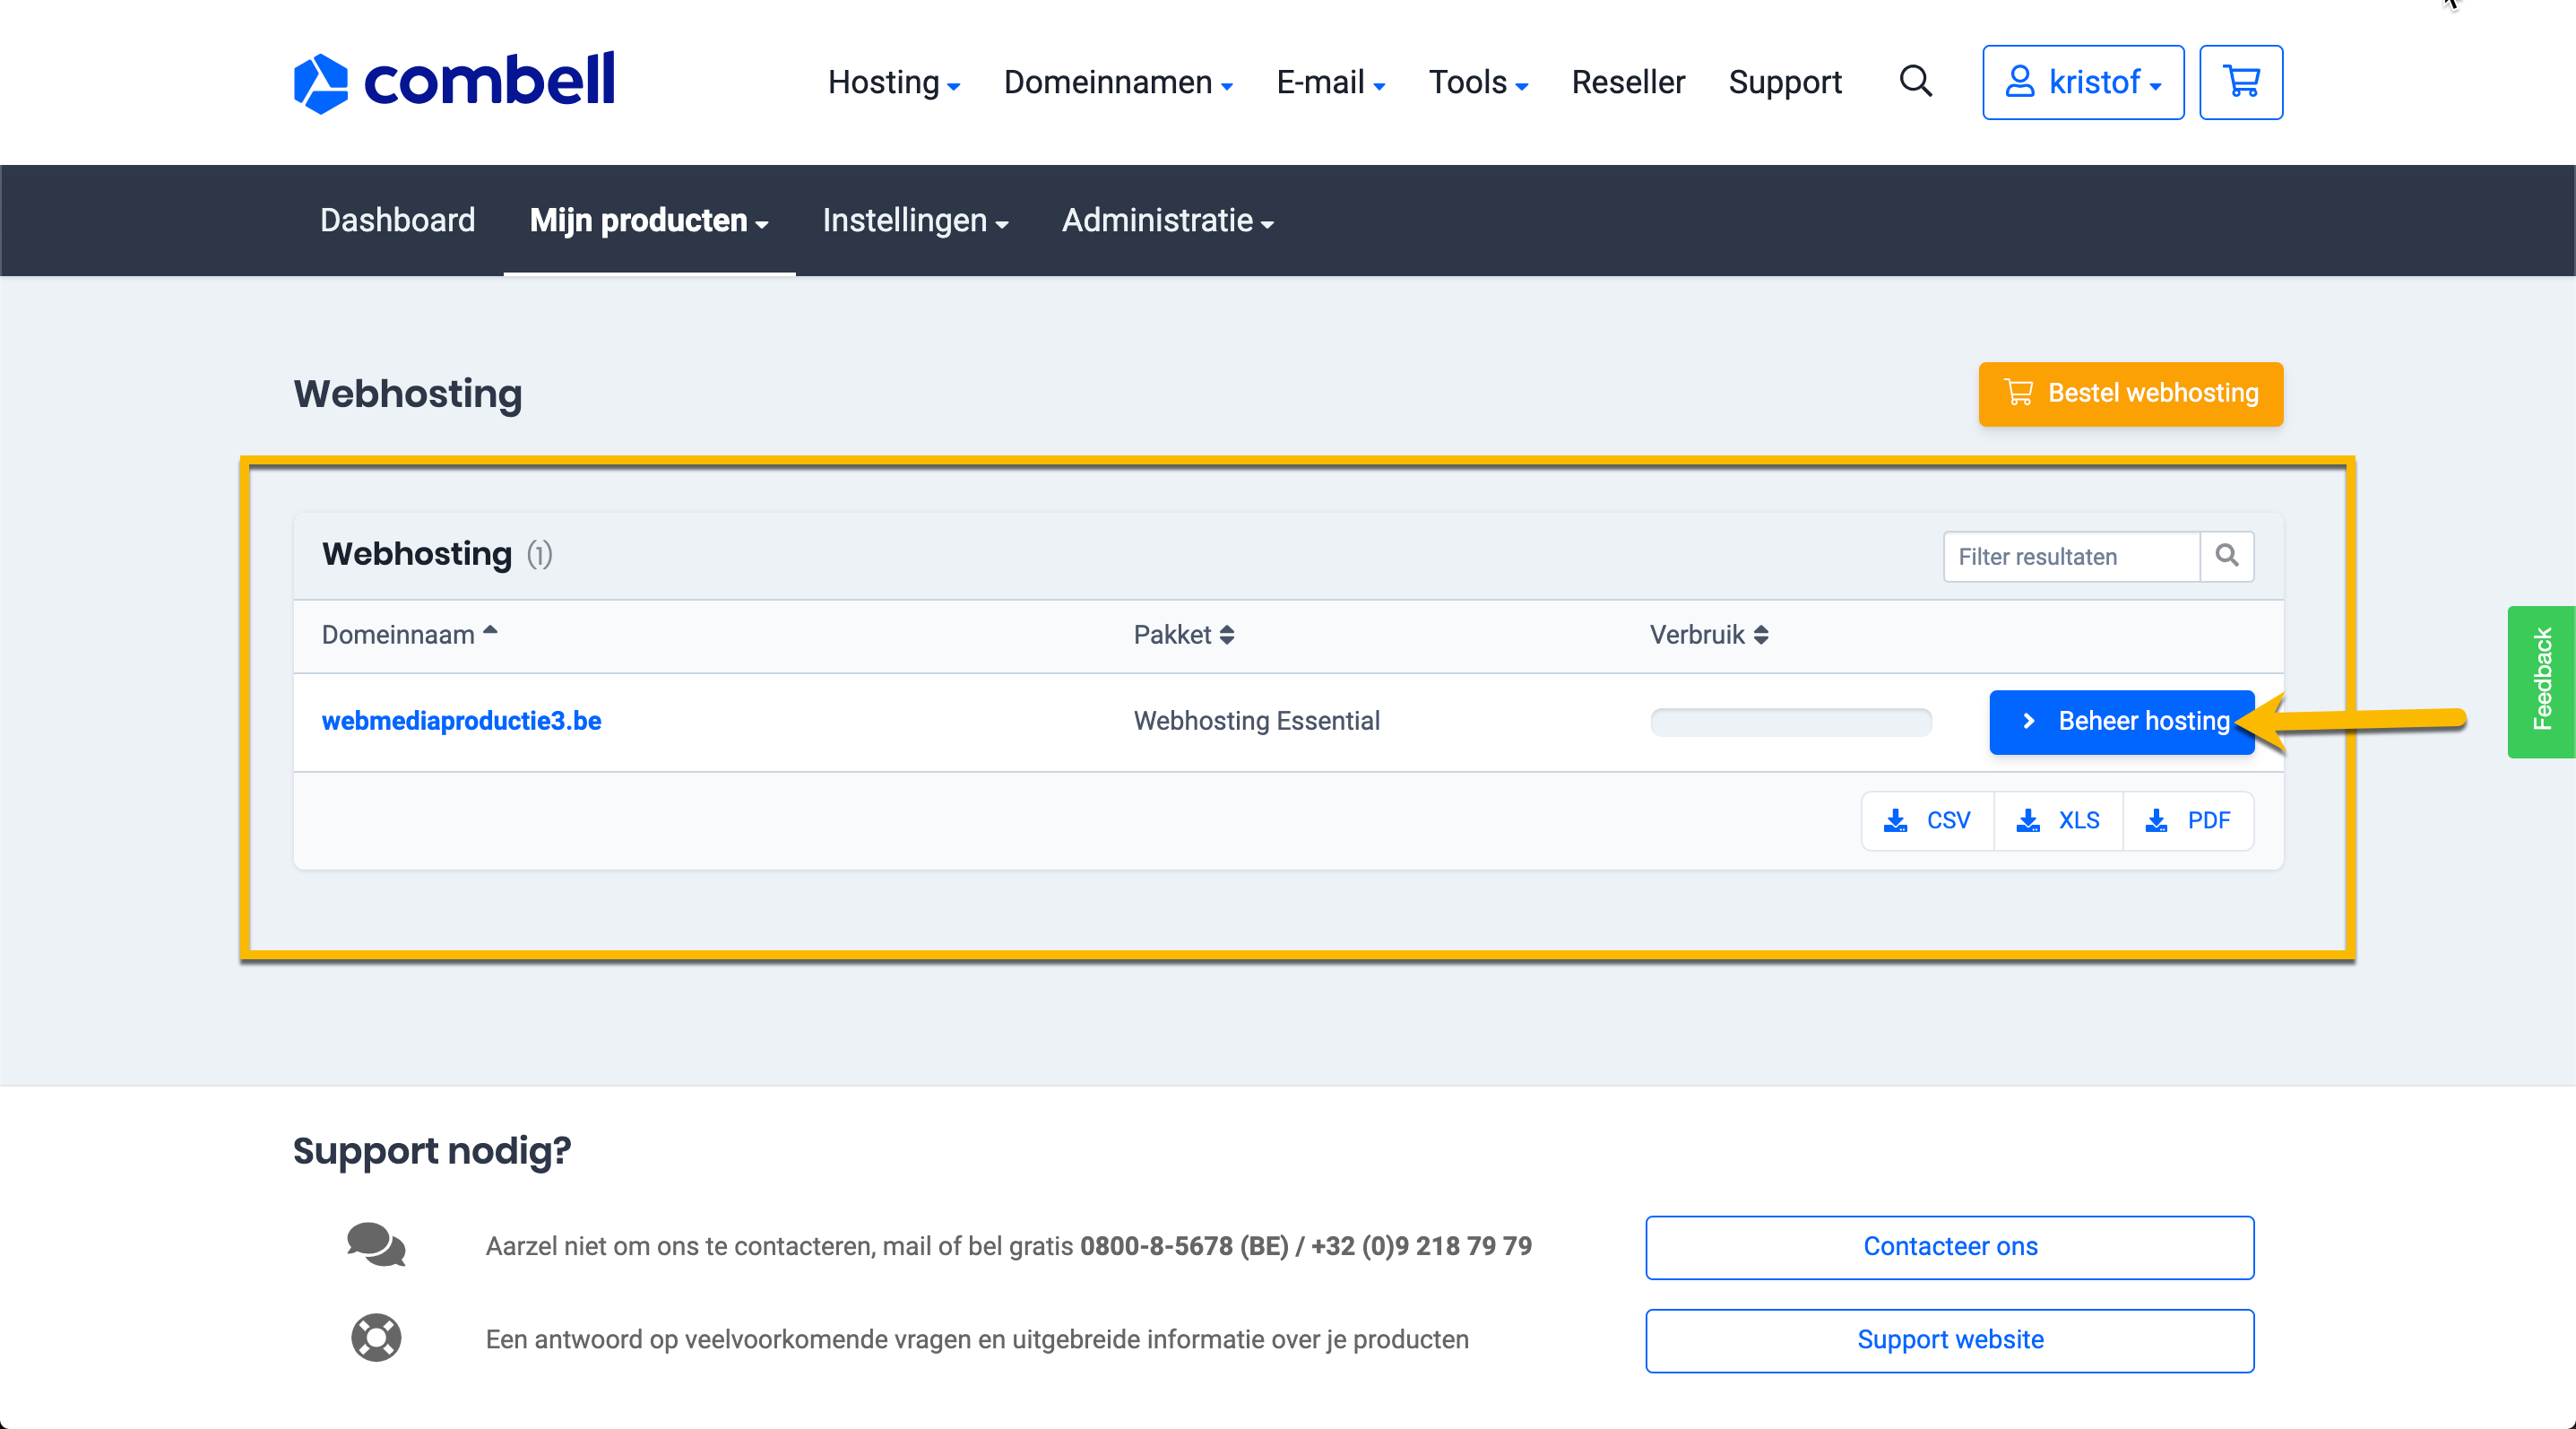 combell
Hosting Domeinnamen E-mail Tools Reseller Support kristof
Dashboard Mijn producten Instellingen Administratie
Webhosting
Bestel webhosting
Webhosting (1)
Filter resultaten
Domeinnaam Pakket Verbruik
webmediaproductie3.be Webhosting Essential Beheer hosting
Feedback
CSV XLS PDF
Support nodig?
Aarzel niet om ons te contacteren, mail of bel gratis 0800-8-5678 (BE) / +32 (0)9 218 79 79
Contacteer ons
Een antwoord op veelvoorkomende vragen en uitgebreide informatie over je producten
Support website